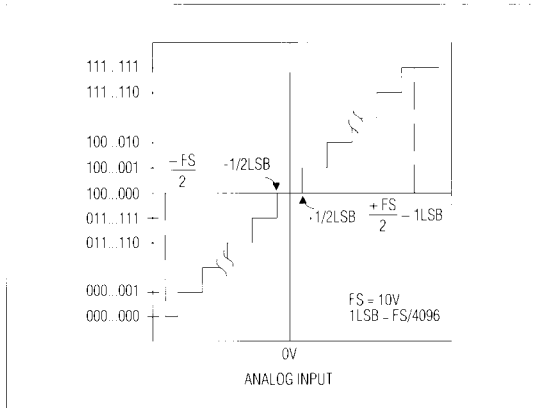 111...111
111...110
100...010
100...001
100...000
011...111
011...110
000...001
000...000
-FS
2
-1/2LSB
+1/2LSB
+FS
2
- 1LSB
FS = 10V
1LSB = FS/4096
0V
ANALOG INPUT